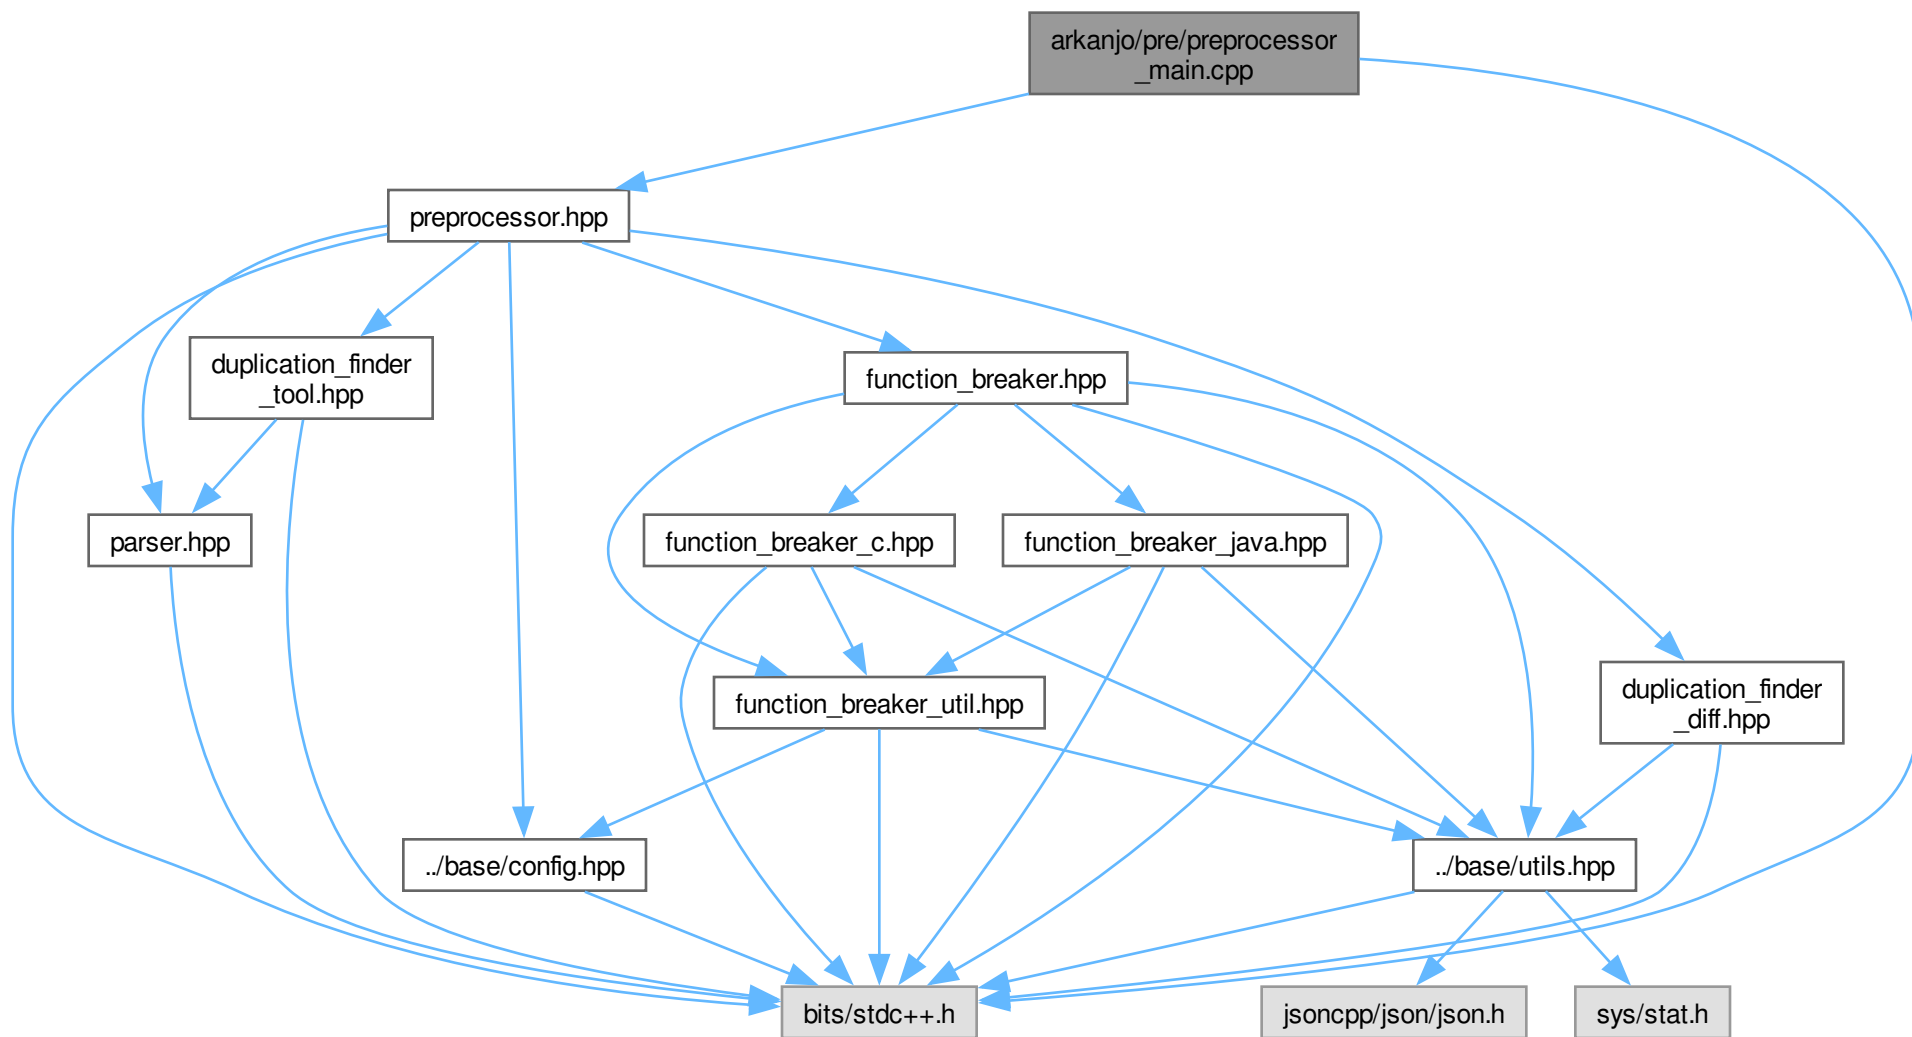 arkanjo/pre/preprocessor
_main.cpp
preprocessor.hpp
duplication_finder
_tool.hpp
function_breaker.hpp
parser.hpp
function_breaker_c.hpp
function_breaker_java.hpp
function_breaker_util.hpp
duplication_finder
_diff.hpp
../base/config.hpp
../base/utils.hpp
bits/stdc++.h
jsoncpp/json/json.h
sys/stat.h